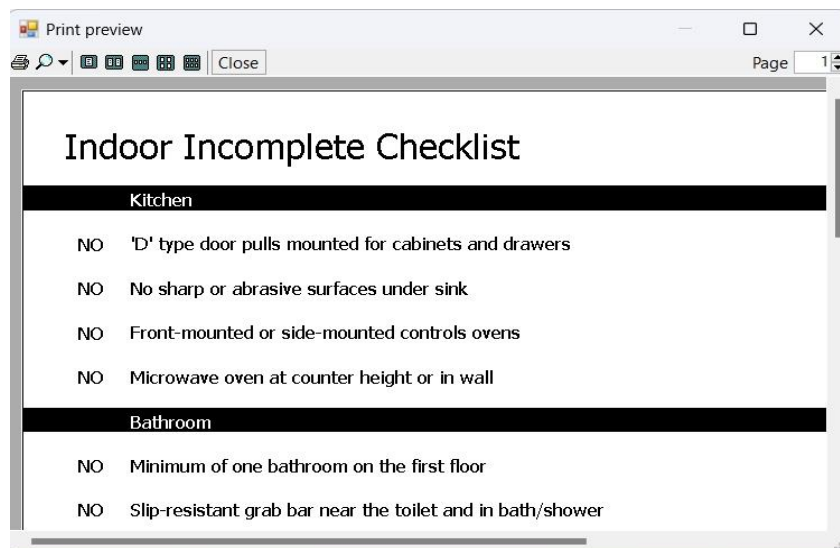 Print preview
Close
Page 1
Indoor Incomplete Checklist
Kitchen
NO 'D' type door pulls mounted for cabinets and drawers
NO No sharp or abrasive surfaces under sink
NO Front-mounted or side-mounted controls ovens
NO Microwave oven at counter height or in wall
Bathroom
NO Minimum of one bathroom on the first floor
NO Slip-resistant grab bar near the toilet and in bath/shower